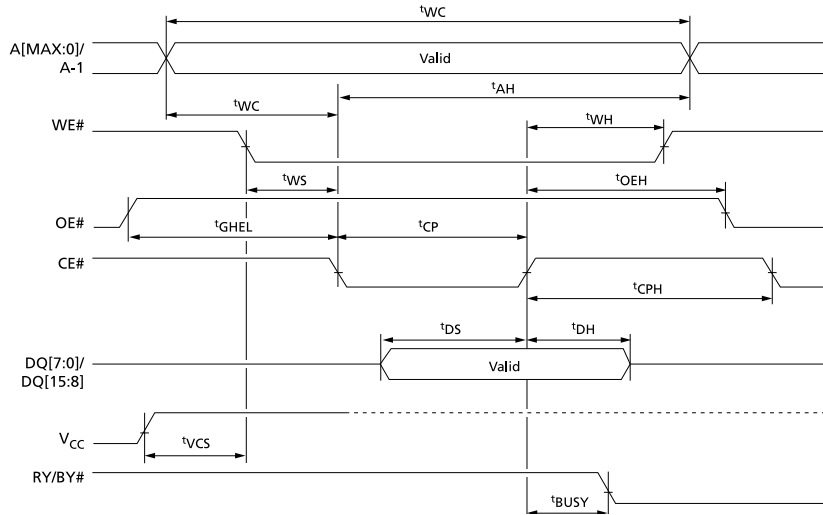 tWC
A[MAX:0]/
A-1
Valid
tAH
tWC
WE#
tWH
tWS
tOEH
OE#
tGHEL
tCP
CE#
tCPH
tDS
tDH
DQ[7:0]/
DQ[15:8]
Valid
VCC
tVCS
RY/BY#
tBUSY